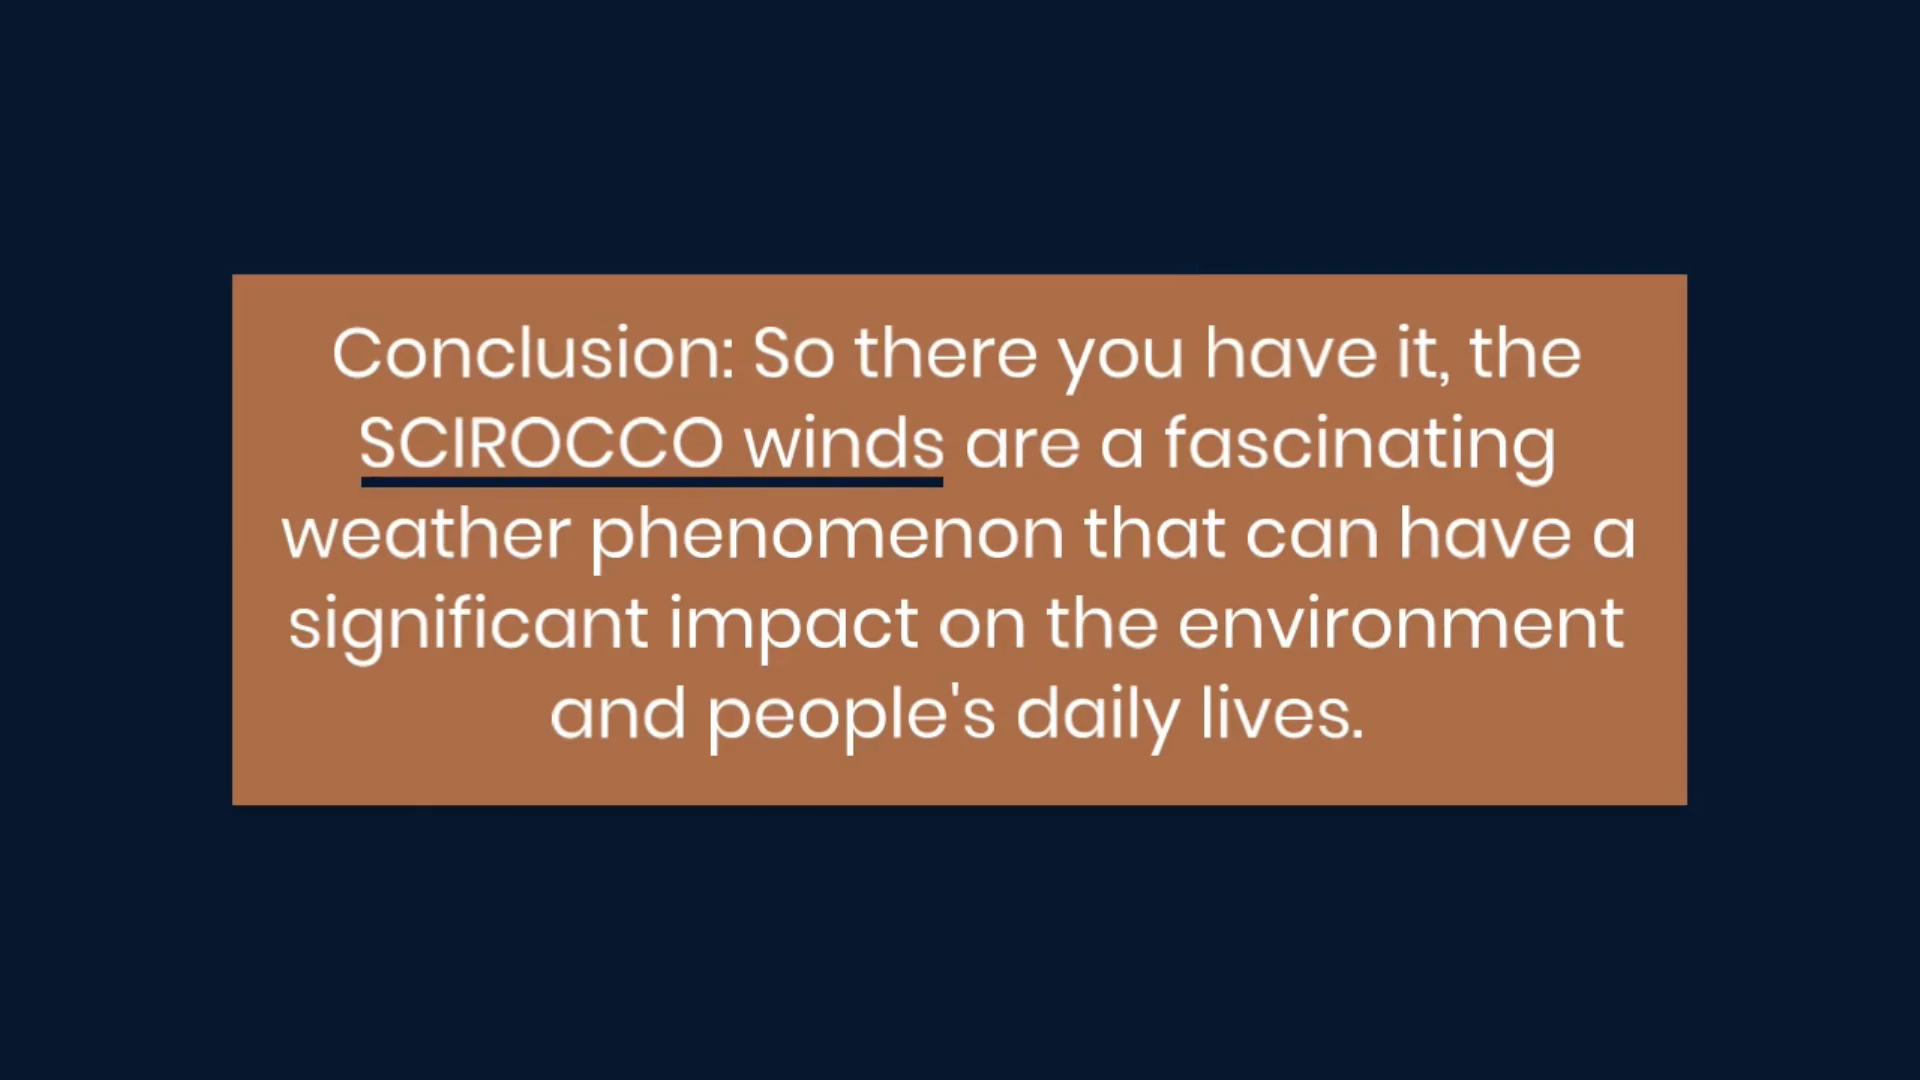 Conclusion: So there you have it, the
SCIROCCO winds are a fascinating
weather phenomenon that can have a
significant impact on the environment
and people's daily lives.